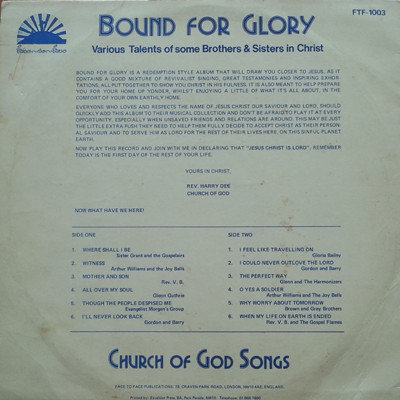 FTF-1003
BOUND FOR GLORY
Various Talents of some Brothers & Sisters in Christ
BOUND FOR GLORY IS A REDEMPTION STYLE ALBUM THAT WILL DRAW YOU CLOSER TO JESUS, AS IT
CONTAINS A GOOD MIXTURE OF REVIVALIST SINGING, GREAT TESTIMONIES AND INSPIRING EXHER-
TATIONS, ALL PUT TOGETHER TO SHOW YOU CHRIST IN HIS FULNESS. IT IS ALSO MEANT TO HELP PREPARE
YOU FOR YOUR HOME UP YONDER, WHILST ENJOYING A LITTLE OF WHAT IT'S ALL ABOUT, IN THE
COMFORT OF YOUR OWN EARTHLY HOME.
EVERYONE WHO LOVES AND RESPECTS THE NAME OF JESUS CHRIST OUR SAVIOUR AND LORD, SHOULD
QUICKLY ADD THIS ALBUM TO THEIR MUSICAL COLLECTION AND DON'T BE AFRAID TO PLAY IT AT EVERY
OPPORTUNITY, ESPECIALLY WHEN UNSAVED FRIENDS AND RELATIONS ARE AROUND. THIS MAY BE JUST
THE LITTLE EXTRA PUSH THEY NEED TO HELP THEM FULLY DECIDE TO ACCEPT CHRIST AS THEIR PERSON-
AL SAVIOUR AND TO SERVE HIM AS LORD FOR THE REST OF THEIR LIVES HERE, ON THIS SINFUL PLANET
EARTH.
NOW PLAY THIS RECORD AND JOIN WITH ME IN DECLARING THAT "JESUS CHRIST IS LORD". REMEMBER
TODAY IS THE FIRST DAY OF THE REST OF YOUR LIFE.
YOURS IN CHRIST,
REV. HARRY DEE
CHURCH OF GOD
NOW WHAT HAVE WE HERE!
SIDE ONE
1. WHERE SHALL I BE
Sister Grant and the Gospelairs
2. WITNESS
Arthur Williams and the Joy Bells
3. MOTHER AND SON
Rev. V. B.
4. ALL OVER MY SOUL
Glenn Guthrie
5. THOUGH THE PEOPLE DESPISED ME
Evangelist Morgan's Group
6. I'LL NEVER LOOK BACK
Gordon and Barry
SIDE TWO
1. I FEEL LIKE TRAVELLING ON
Gloria Bailey
2. I COULD NEVER OUTLOVE THE LORD
Gordon and Barry
3. THE PERFECT WAY
Glenn and The Harmonizers
4. O YES A SOLDIER
Arthur Williams and The Joy Bells
5. WHY WORRY ABOUT TOMORROW
Brown and Gray Brothers
6. WHEN MY LIFE ON EARTH IS ENDED
Rev. V. B. and The Gospel Flames
CHURCH OF GOD SONGS
FACE TO FACE PUBLICATIONS
PARK ROAD, LONDON, ENGLAND